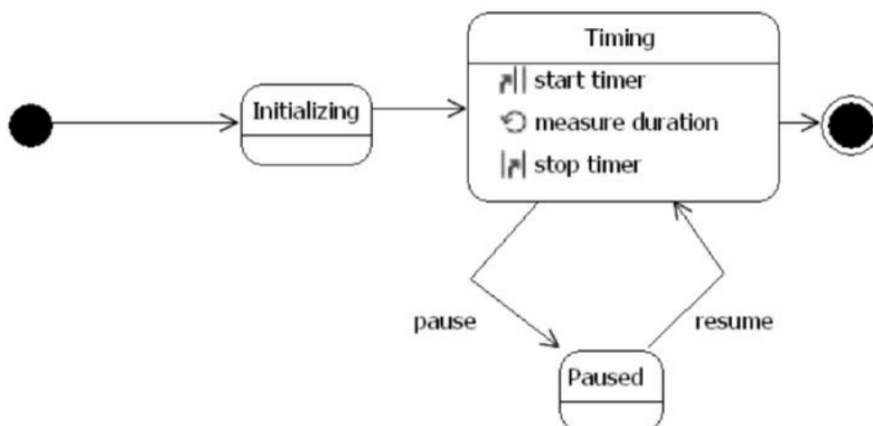 Timing
start timer
Initializing
measure duration
stop timer
pause
resume
Paused